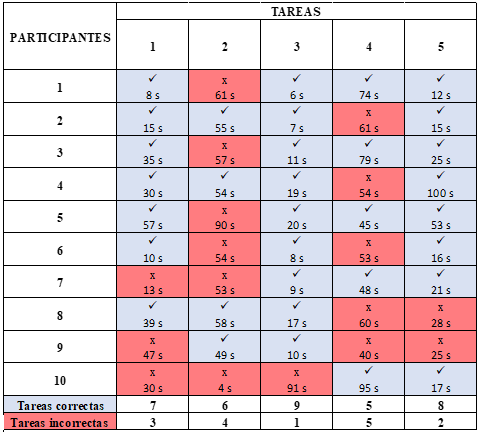 TAREAS
PARTICIPANTES
1 2 3 4 5
1
✓ x ✓ ✓ ✓
8 s 61 s 6 s 74 s 12 s
2
✓ ✓ ✓ x ✓
15 s 55 s 7 s 61 s 15 s
3
✓ x ✓ ✓ ✓
35 s 57 s 11 s 79 s 25 s
4
✓ ✓ ✓ x ✓
30 s 54 s 19 s 54 s 100 s
5
✓ x ✓ ✓ ✓
57 s 90 s 20 s 45 s 53 s
6
✓ x ✓ x ✓
10 s 54 s 8 s 53 s 16 s
7
x x ✓ ✓ ✓
13 s 53 s 9 s 48 s 21 s
8
✓ ✓ ✓ x x
39 s 58 s 17 s 60 s 28 s
9
x ✓ ✓ x x
47 s 49 s 10 s 40 s 25 s
10
x x x ✓ ✓
30 s 4 s 91 s 95 s 17 s
Tareas correctas 7 6 9 5 8
Tareas incorrectas 3 4 1 5 2